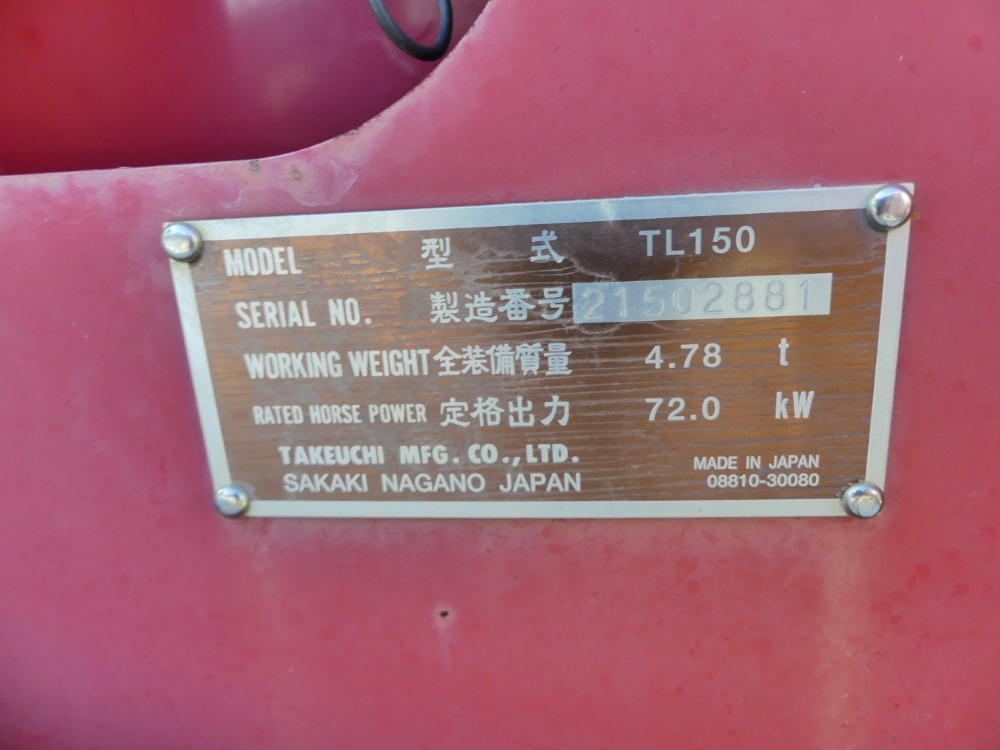 MODEL 型式 TL150
SERIAL NO. 製造番号 21502881
WORKING WEIGHT 全装備質量 4.78 t
RATED HORSE POWER 定格出力 72.0 kW
TAKEUCHI MFG. CO., LTD.
SAKAKI NAGANO JAPAN
MADE IN JAPAN
08810-30080